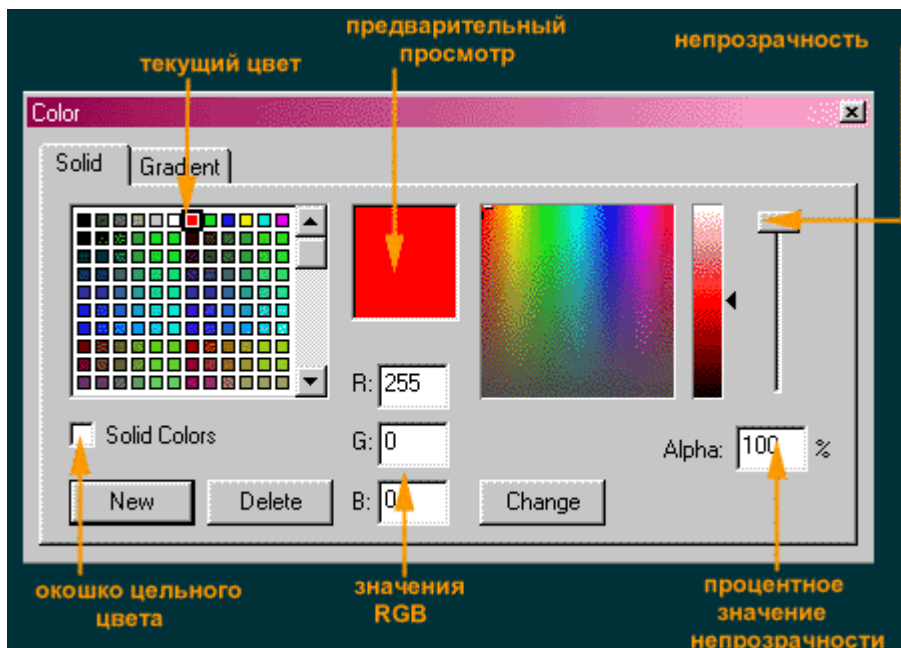 предварительный
просмотр
непрозрачность
текущий цвет
Color
Solid
Gradient
R: 255
Solid Colors
G: 0
Alpha: 100 %
New
Delete
B: 0
Change
окошко цельного
цвета
значения
RGB
процентное
значение
непрозрачности